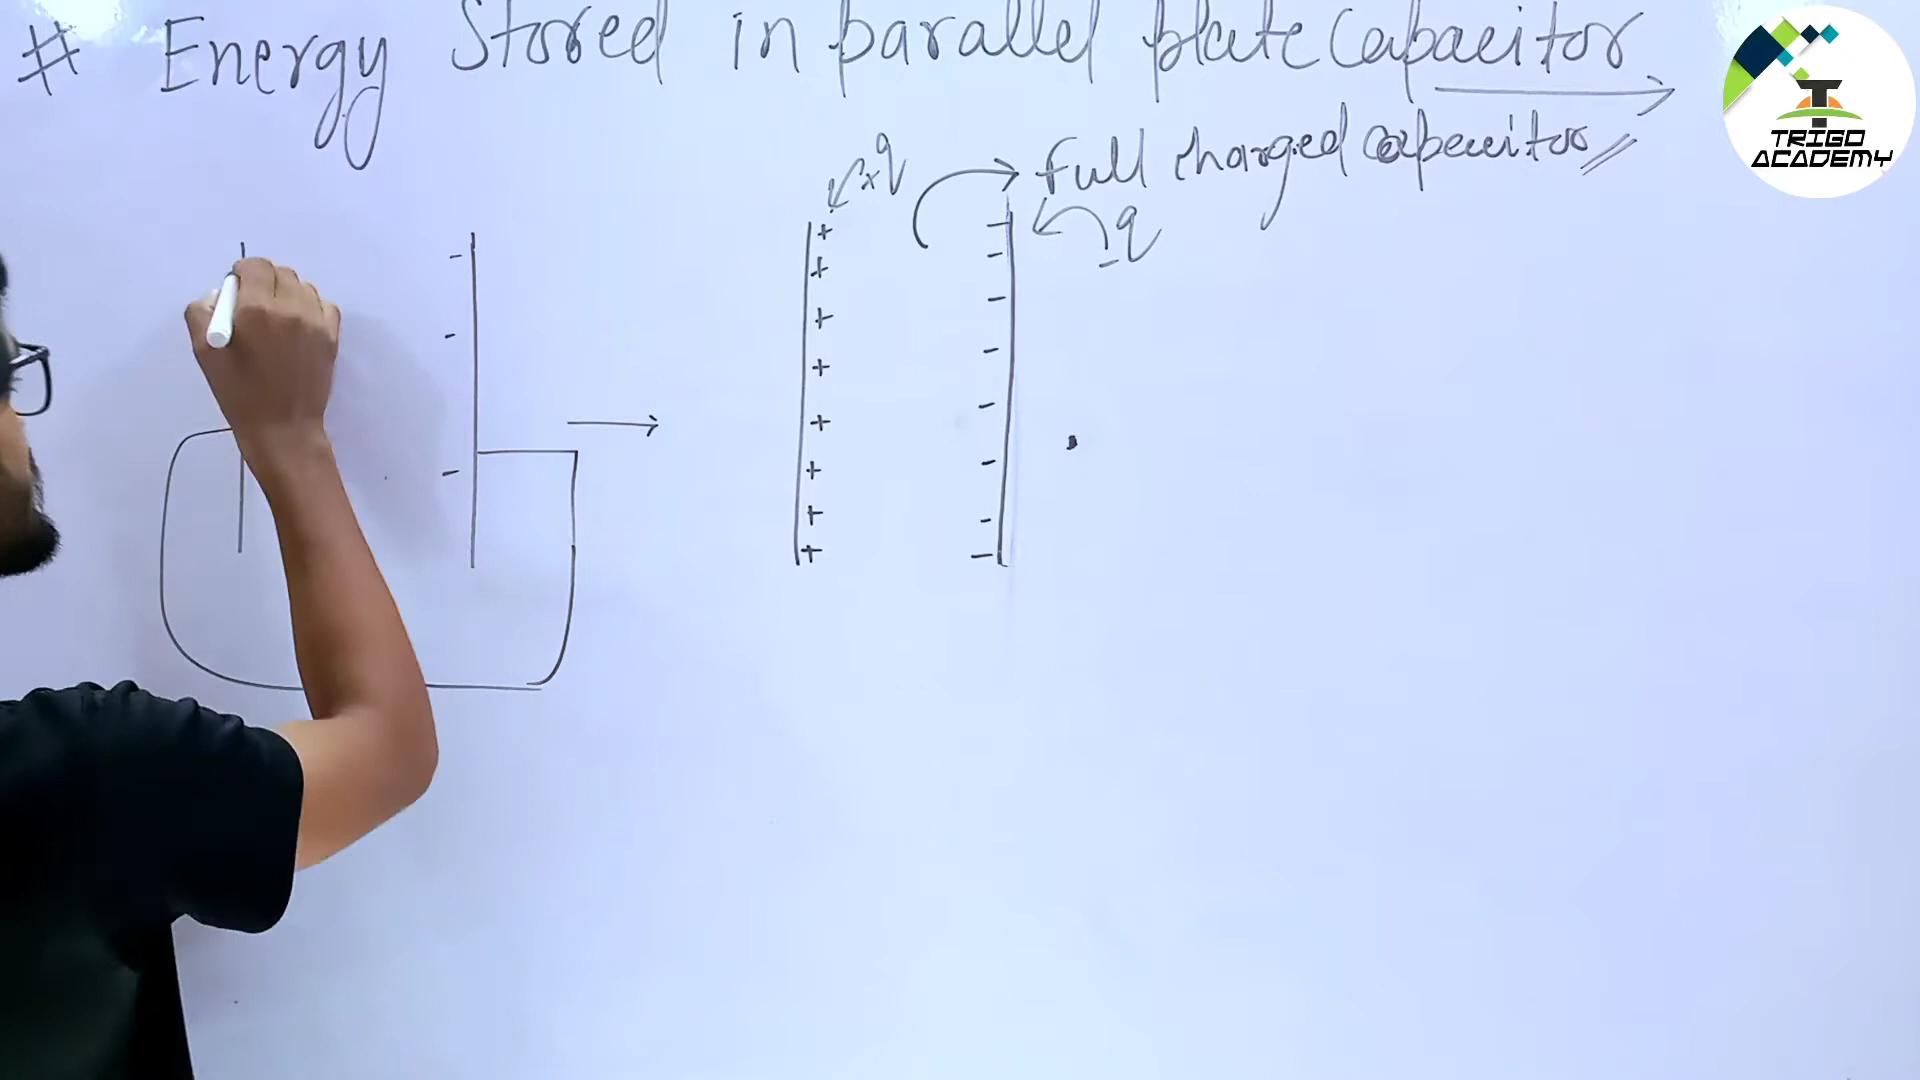 # Energy Stored in parallel plate Capacitor
+q
Full charged capacitor
-q
TRIGO
ACADEMY